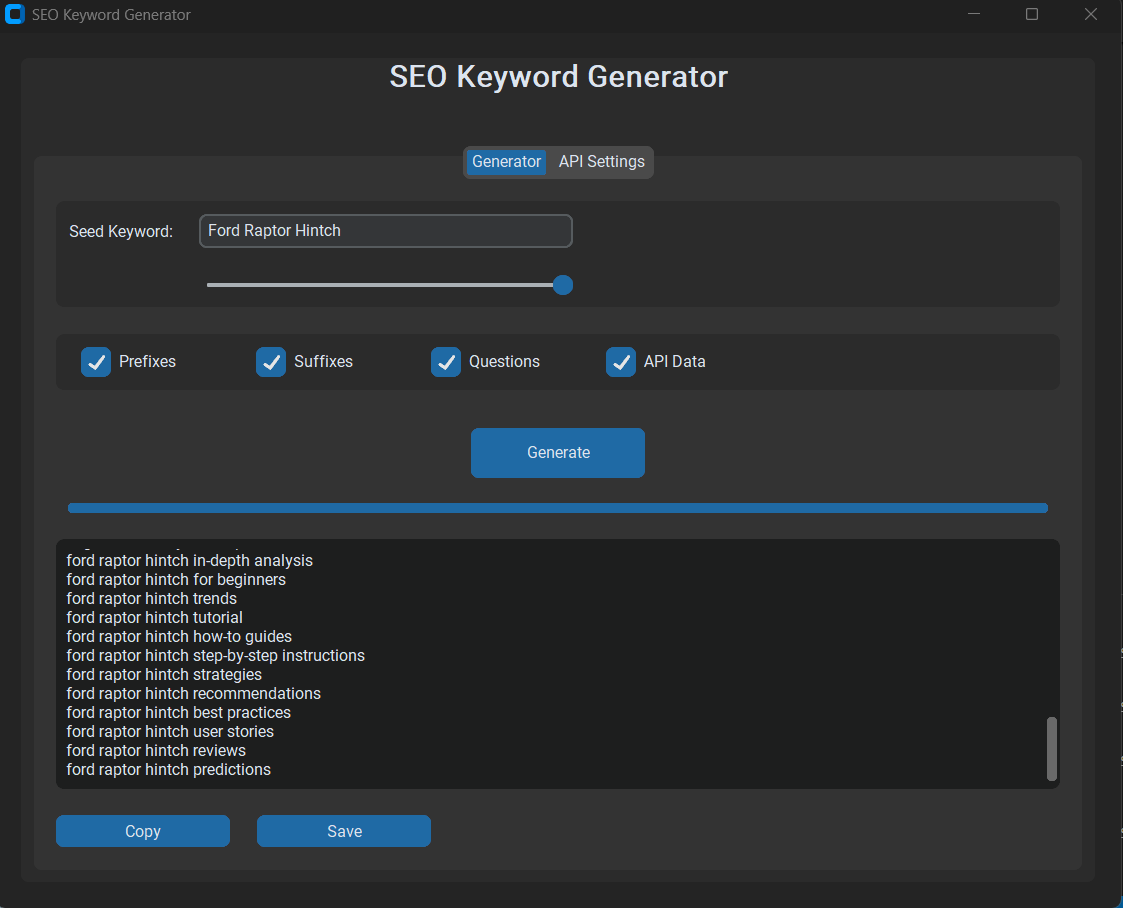 SEO Keyword Generator
SEO Keyword Generator
Generator API Settings
Seed Keyword: Ford Raptor Hintch
Prefixes Suffixes Questions API Data
Generate
ford raptor hintch in-depth analysis
ford raptor hintch for beginners
ford raptor hintch trends
ford raptor hintch tutorial
ford raptor hintch how-to guides
ford raptor hintch step-by-step instructions
ford raptor hintch strategies
ford raptor hintch recommendations
ford raptor hintch best practices
ford raptor hintch user stories
ford raptor hintch reviews
ford raptor hintch predictions
Copy Save